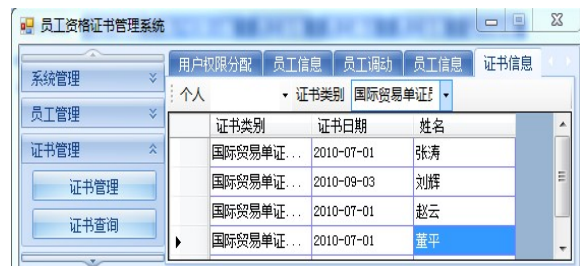 员工资格证书管理系统
系统管理
员工管理
证书管理
证书管理
证书查询
用户权限分配 员工信息 员工调动 员工信息 证书信息
个人 证书类别 国际贸易单证
证书类别 证书日期 姓名
国际贸易单证... 2010-07-01 张涛
国际贸易单证... 2010-09-03 刘辉
国际贸易单证... 2010-07-01 赵云
国际贸易单证... 2010-07-01 董平